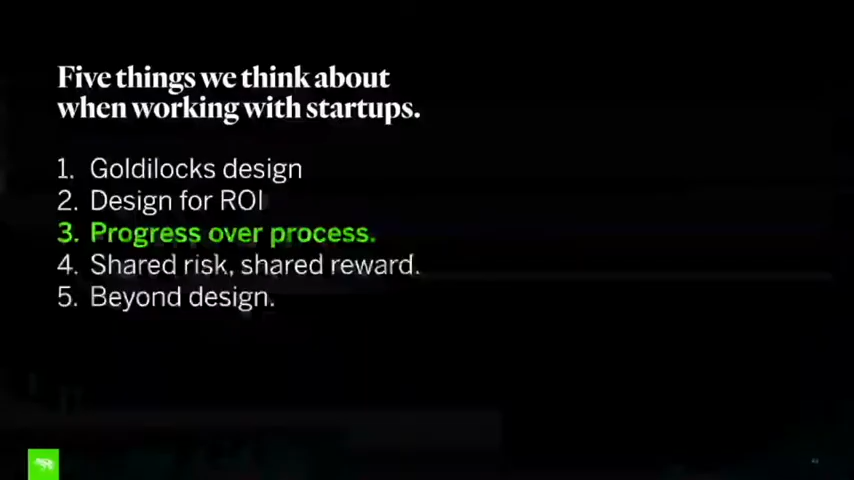 Five things we think about
when working with startups.
1. Goldilocks design
2. Design for ROI
3. Progress over process.
4. Shared risk, shared reward.
5. Beyond design.